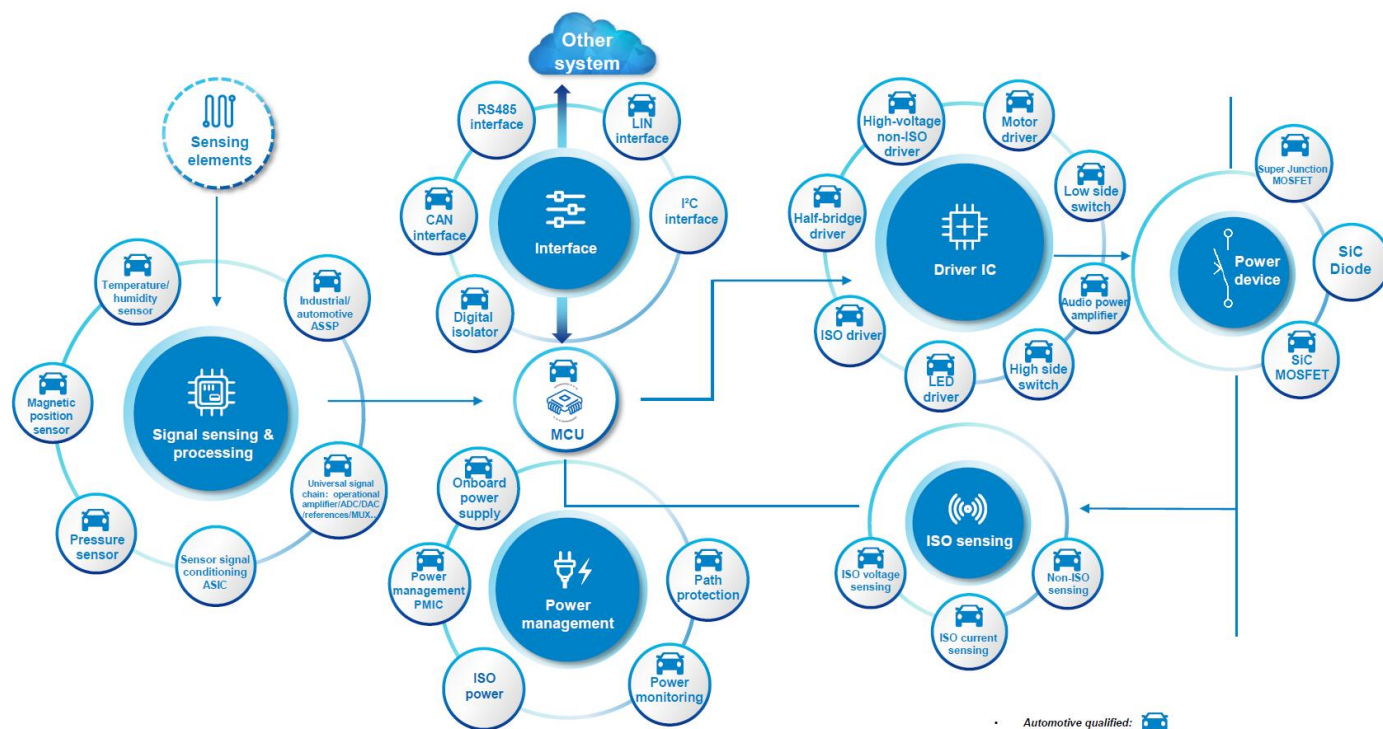 Other
system
Sensing
elements
RS485
interface
LIN
interface
CAN
interface
I²C
interface
Digital
isolator
Interface
Temperature/
humidity
sensor
Industrial/
automotive
ASSP
Magnetic
position
sensor
Signal sensing &
processing
Universal signal
chain: operational
amplifier/ADC/DAC
/references/MUX...
Pressure
sensor
Sensor signal
conditioning
ASIC
MCU
Onboard
power
supply
Power
management
PMIC
Path
protection
ISO
power
Power
monitoring
Power
management
High-voltage
non-ISO
driver
Motor
driver
Half-bridge
driver
Low side
switch
Driver IC
ISO driver
Audio power
amplifier
LED
driver
High side
switch
Super Junction
MOSFET
Power
device
SiC
Diode
SiC
MOSFET
ISO sensing
ISO voltage
sensing
Non-ISO
sensing
ISO current
sensing
• Automotive qualified: